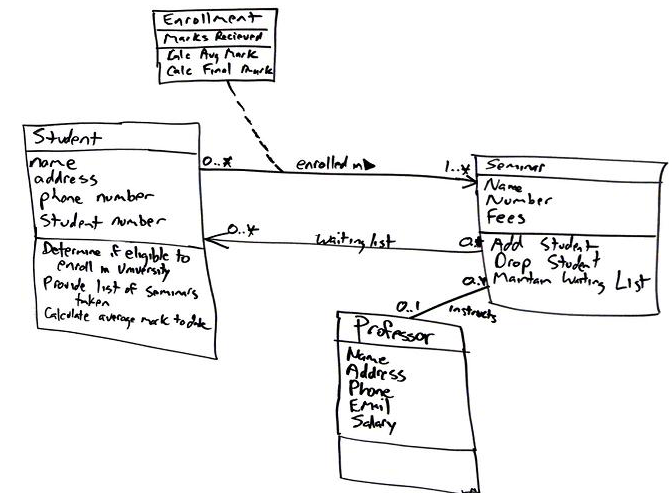 Enrollment
Marks Recieved
Calc Avg Mark
Calc Final Mark
Student
name
address
phone number
Student number
Determine if eligible to
enroll in University
Provide list of seminars
taken
Calculate average mark to date
0..*
enrolled in
1..*
0..*
Waiting list
0..*
Seminar
Name
Number
Fees
Add Student
Drop Student
Maintan Waiting List
0..*
instructs
0..1
Professor
Name
Address
Phone
Email
Salary